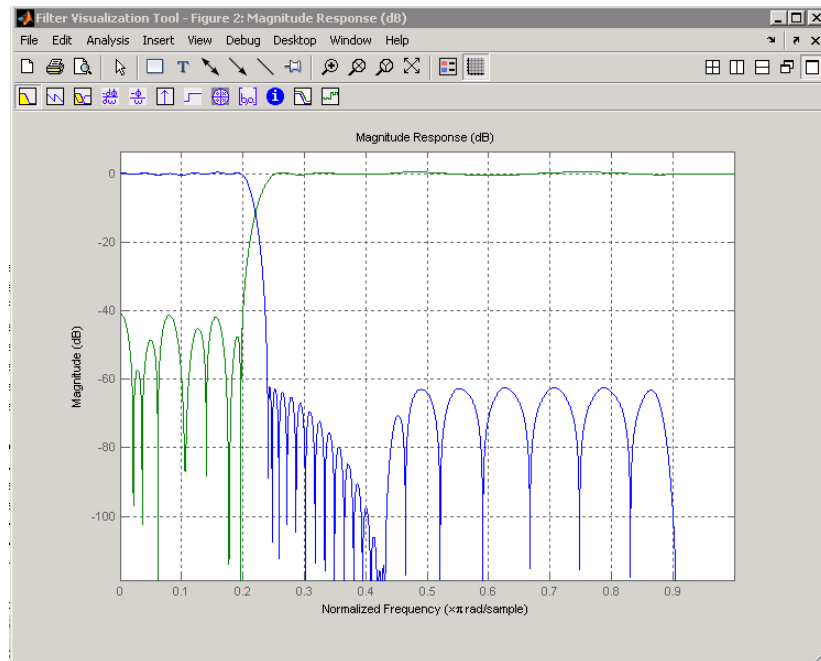 Filter Visualization Tool - Figure 2: Magnitude Response (dB)
File Edit Analysis Insert View Debug Desktop Window Help
Magnitude Response (dB)
Magnitude (dB)
0
-20
-40
-60
-80
-100
0 0.1 0.2 0.3 0.4 0.5 0.6 0.7 0.8 0.9
Normalized Frequency (×π rad/sample)